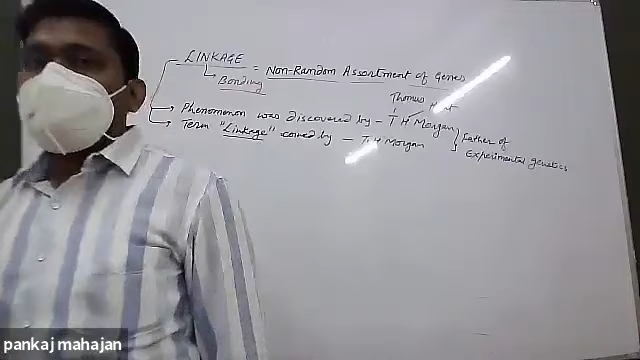 LINKAGE = Non-Random Assortment of Genes
Bonding
Thomas Hunt
→ Phenomenon was discovered by - T H Morgan
→ Term "Linkage" coined by - T. H Morgan
Father of
Experimental genetics
pankaj mahajan